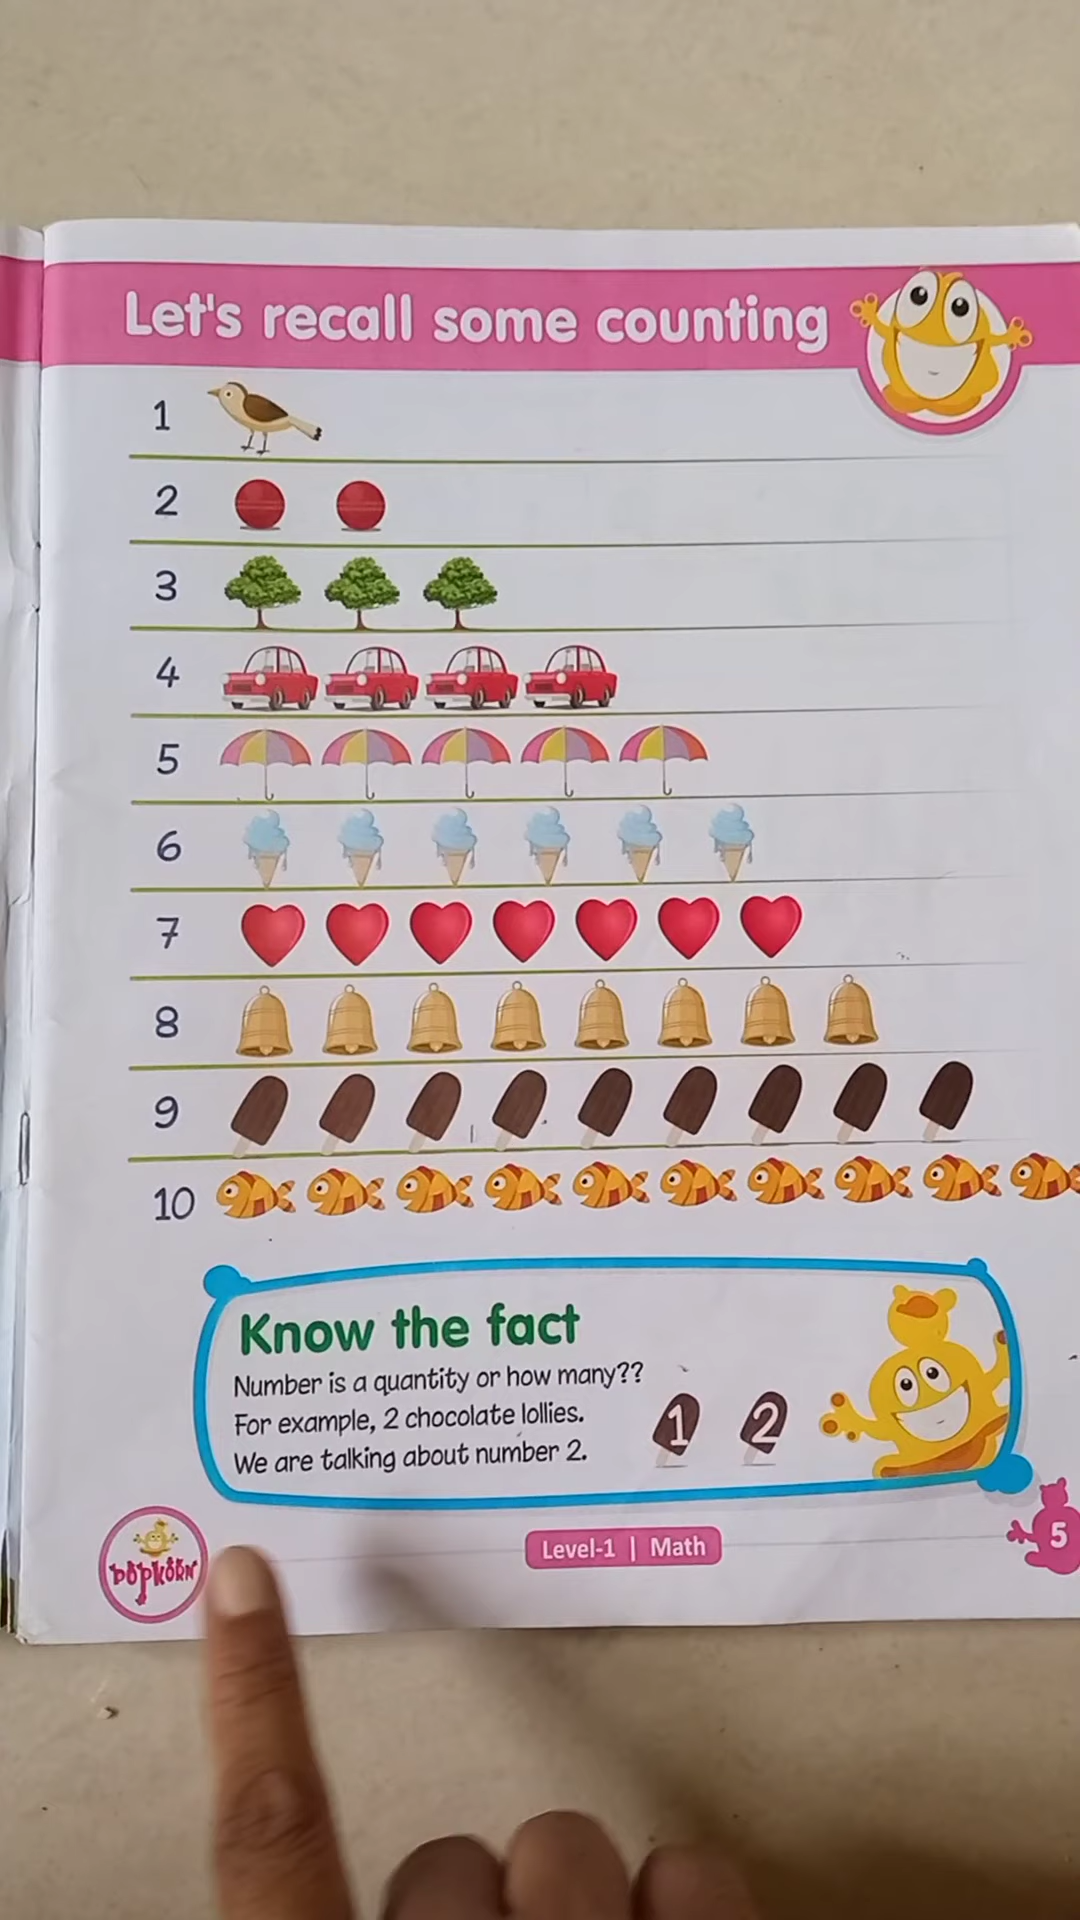 Let's recall some counting
1
2
3
4
5
6
7
8
9
10
Know the fact
Number is a quantity or how many??
For example, 2 chocolate lollies.
We are talking about number 2.
1 2
POPKORN
Level-1 | Math
5